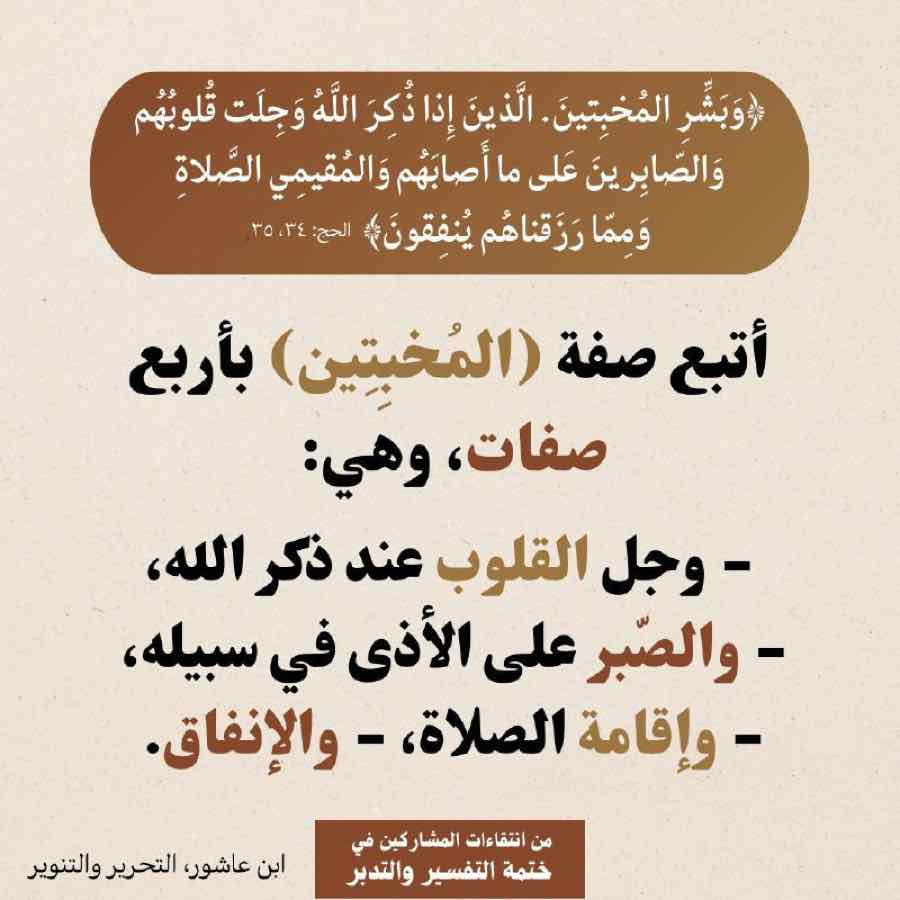 ﴿وَبَشِّرِ المُخبِتينَ. الَّذينَ إِذا ذُكِرَ اللَّهُ وَجِلَت قُلوبُهُم
وَالصّابِرينَ عَلى ما أَصابَهُم وَالمُقيمِي الصَّلاةِ
وَمِمّا رَزَقناهُم يُنفِقونَ﴾ الحج: ٣٤، ٣٥.
أتبع صفة (المُخبِتِين) بأربع
صفات، وهي:
- وجل القلوب عند ذكر الله،
- والصّبر على الأذى في سبيله،
- وإقامة الصلاة، - والإنفاق.
من انتقاءات المشاركين في
ختمة التفسير والتدبر
ابن عاشور، التحرير والتنوير